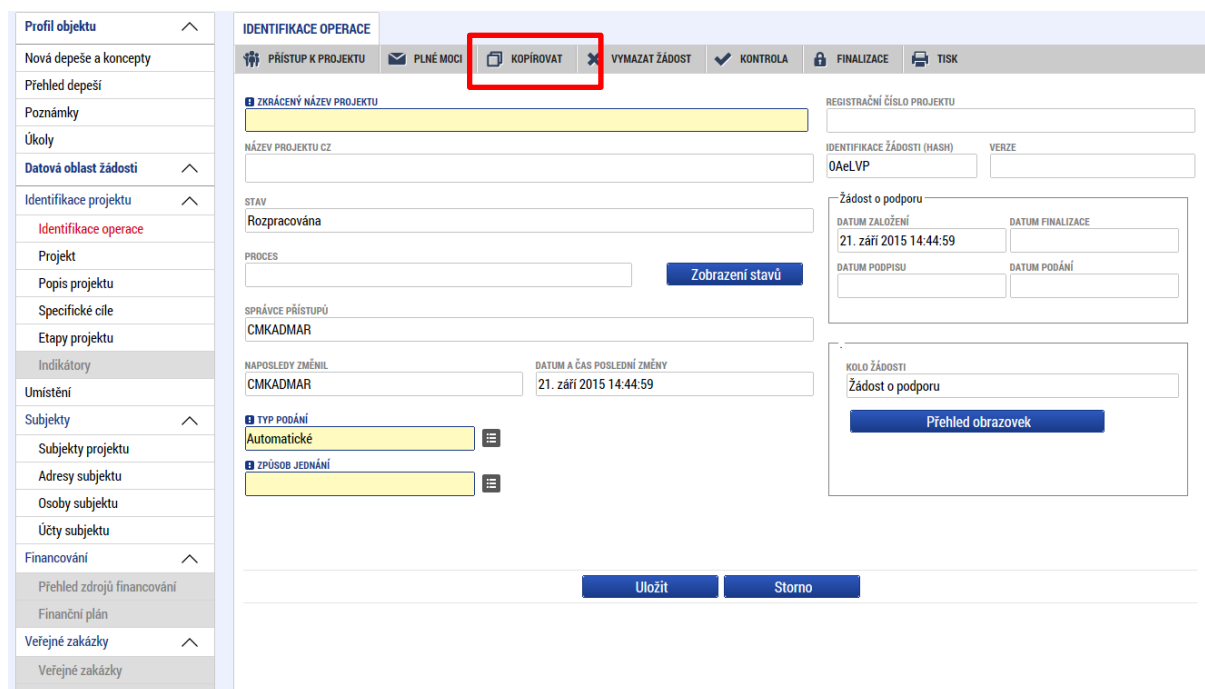 Profil objektu
Nová depeše a koncepty
Přehled depeší
Poznámky
Úkoly
Datová oblast žádosti
Identifikace projektu
Identifikace operace
Projekt
Popis projektu
Specifické cíle
Etapy projektu
Indikátory
Umístění
Subjekty
Subjekty projektu
Adresy subjektu
Osoby subjektu
Účty subjektu
Financování
Přehled zdrojů financování
Finanční plán
Veřejné zakázky
Veřejné zakázky
IDENTIFIKACE OPERACE
PŘÍSTUP K PROJEKTU PLNÉ MOCI KOPÍROVAT VYMAZAT ŽÁDOST KONTROLA FINALIZACE TISK
ZKRÁCENÝ NÁZEV PROJEKTU
NÁZEV PROJEKTU CZ
STAV
Rozpracována
PROCES
Zobrazení stavů
SPRÁVCE PŘÍSTUPŮ
CMKADMAR
NAPOSLEDY ZMĚNIL DATUM A ČAS POSLEDNÍ ZMĚNY
CMKADMAR 21. září 2015 14:44:59
TYP PODÁNÍ
Automatické
ZPŮSOB JEDNÁNÍ
REGISTRAČNÍ ČÍSLO PROJEKTU
IDENTIFIKACE ŽÁDOSTI (HASH) VERZE
0AeLVP
Žádost o podporu
DATUM ZALOŽENÍ DATUM FINALIZACE
21. září 2015 14:44:59
DATUM PODPISU DATUM PODÁNÍ
.
KOLO ŽÁDOSTI
Žádost o podporu
Přehled obrazovek
Uložit Storno